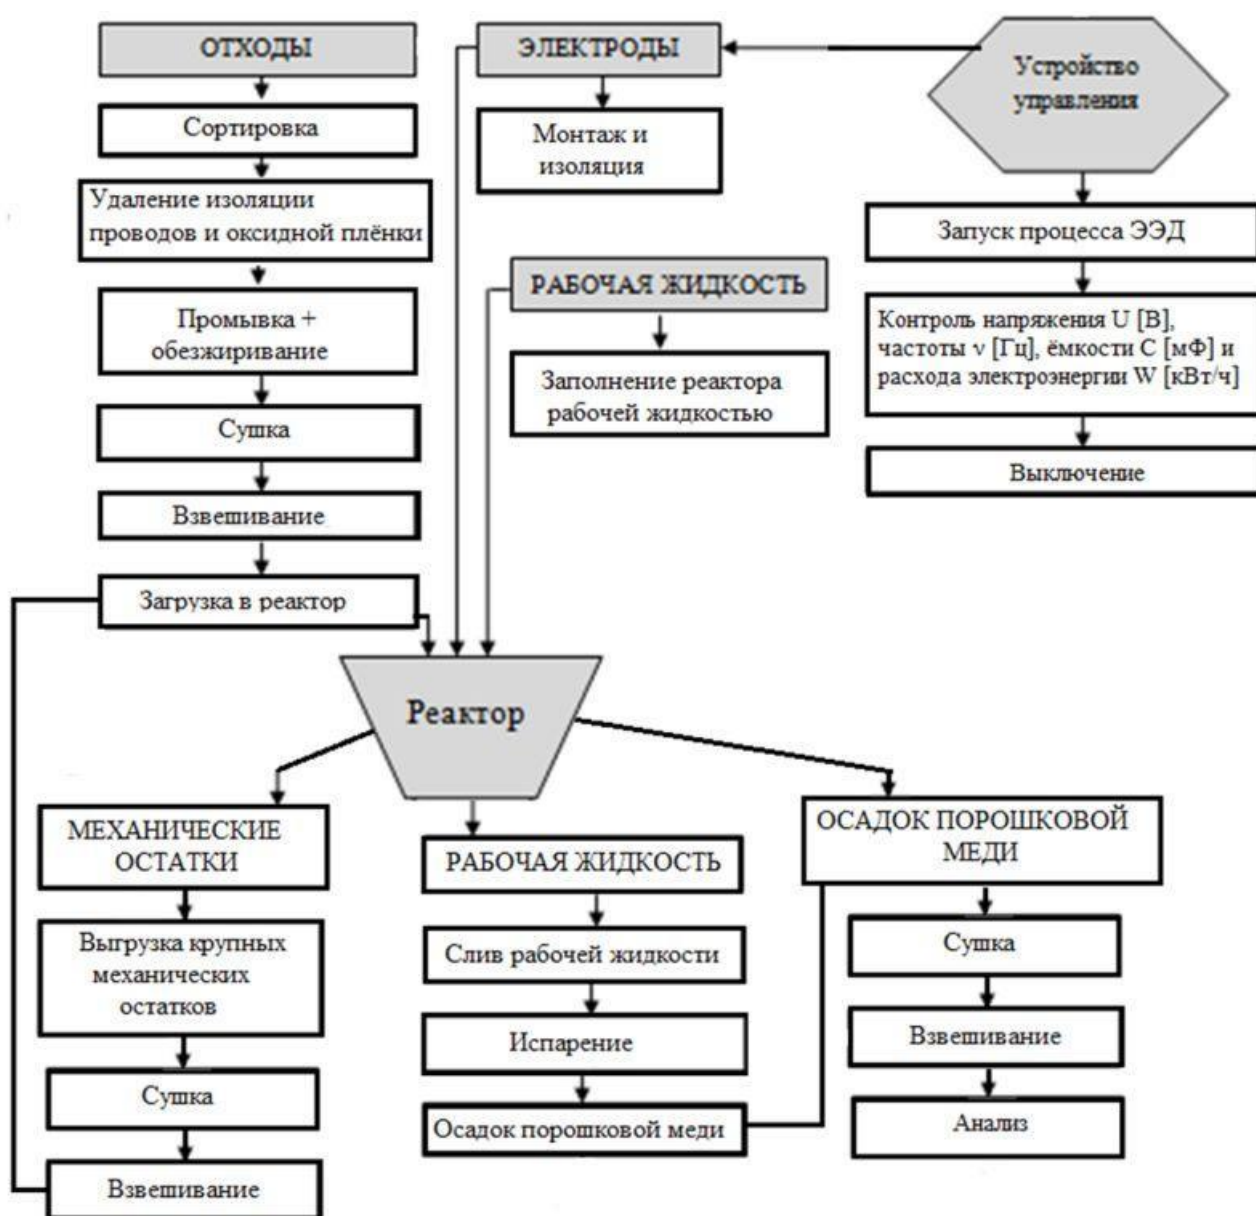 ОТХОДЫ
Сортировка
Удаление изоляции
проводов и оксидной плёнки
Промывка +
обезжиривание
Сушка
Взвешивание
Загрузка в реактор
ЭЛЕКТРОДЫ
Монтаж и
изоляция
РАБОЧАЯ ЖИДКОСТЬ
Заполнение реактора
рабочей жидкостью
Устройство
управления
Запуск процесса ЭЭД
Контроль напряжения U [В],
частоты ν [Гц], ёмкости С [мФ] и
расхода электроэнергии W [кВт/ч]
Выключение
Реактор
МЕХАНИЧЕСКИЕ
ОСТАТКИ
Выгрузка крупных
механических
остатков
Сушка
Взвешивание
РАБОЧАЯ ЖИДКОСТЬ
Слив рабочей жидкости
Испарение
Осадок порошковой меди
ОСАДОК ПОРОШКОВОЙ
МЕДИ
Сушка
Взвешивание
Анализ